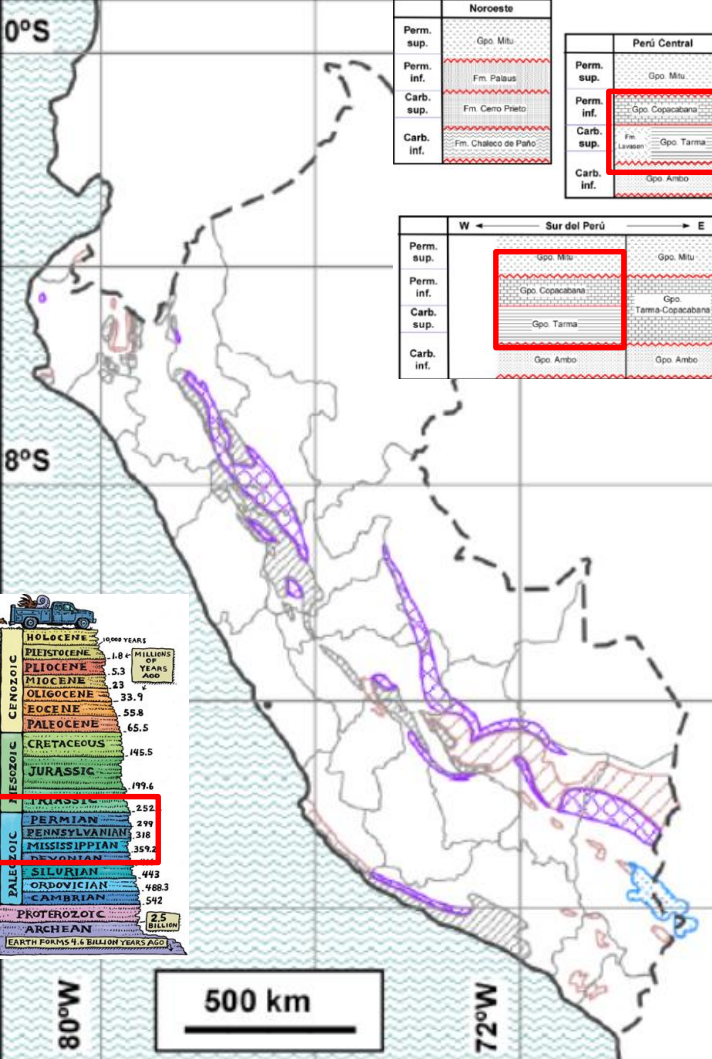 0ºS
8ºS
80ºW
72ºW
500 km
Noroeste
Perm. sup.
Gpo. Mitu
Perm. inf.
Fm. Palaus
Carb. sup.
Fm. Cerro Prieto
Carb. inf.
Fm. Chaleco de Paño
Perú Central
Perm. sup.
Gpo. Mitu
Perm. inf.
Gpo. Copacabana
Carb. sup.
Fm. Lavasen
Gpo. Tarma
Carb. inf.
Gpo. Ambo
W
Sur del Perú
E
Perm. sup.
Gpo. Mitu
Gpo. Mitu
Perm. inf.
Gpo. Copacabana
Gpo. Tarma-Copacabana
Carb. sup.
Gpo. Tarma
Carb. inf.
Gpo. Ambo
Gpo. Ambo
CENOZOIC
HOLOCENE
10,000 YEARS
PLEISTOCENE
1.8
MILLIONS OF YEARS AGO
PLIOCENE
5.3
MIOCENE
23
OLIGOCENE
33.9
EOCENE
55.8
PALEOCENE
65.5
MESOZOIC
CRETACEOUS
145.5
JURASSIC
199.6
TRIASSIC
252
PALEOZOIC
PERMIAN
299
PENNSYLVANIAN
318
MISSISSIPPIAN
359.2
DEVONIAN
SILURIAN
443
ORDOVICIAN
488.3
CAMBRIAN
542
PROTEROZOIC
2.5 BILLION
ARCHEAN
EARTH FORMS 4.6 BILLION YEARS AGO